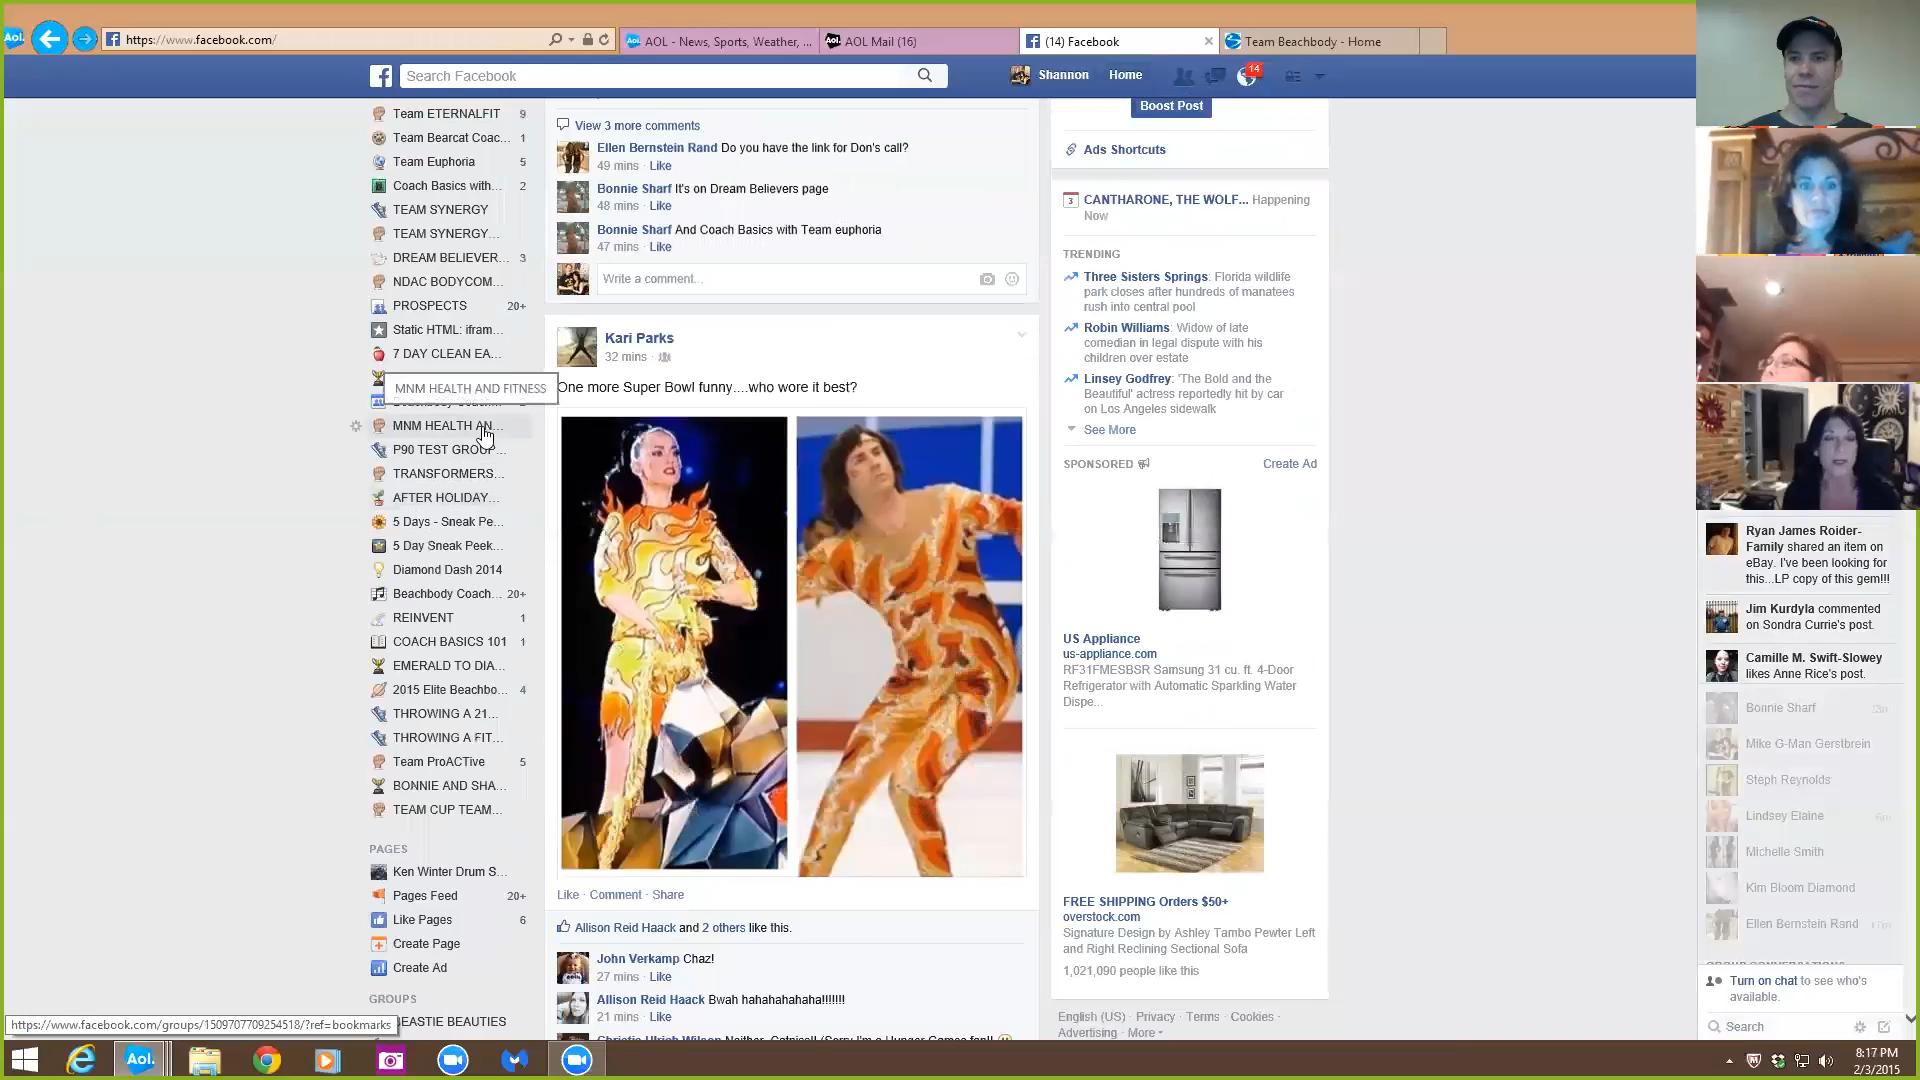 Aol.
https://www.facebook.com/
AOL - News, Sports, Weather, ...
Aol.
AOL Mail (16)
(14) Facebook
Team Beachbody - Home
Search Facebook
Shannon
Home
14
Team ETERNALFIT 9
Team Bearcat Coac... 1
Team Euphoria 5
Coach Basics with... 2
TEAM SYNERGY
TEAM SYNERGY...
DREAM BELIEVER... 3
NDAC BODYCOM...
PROSPECTS 20+
Static HTML: ifram...
7 DAY CLEAN EA...
MNM HEALTH AND FITNESS
MNM HEALTH AN...
P90 TEST GROUP...
TRANSFORMERS...
AFTER HOLIDAY...
5 Days - Sneak Pe...
5 Day Sneak Peek...
Diamond Dash 2014
Beachbody Coach... 20+
REINVENT 1
COACH BASICS 101 1
EMERALD TO DIA...
2015 Elite Beachbo... 4
THROWING A 21...
THROWING A FIT...
Team ProACTive 5
BONNIE AND SHA...
TEAM CUP TEAM...
PAGES
Ken Winter Drum S...
Pages Feed 20+
Like Pages 6
Create Page
Create Ad
GROUPS
BEASTIE BEAUTIES
https://www.facebook.com/groups/1509707709254518/?ref=bookmarks
View 3 more comments
Ellen Bernstein Rand Do you have the link for Don's call?
49 mins · Like
Bonnie Sharf It's on Dream Believers page
48 mins · Like
Bonnie Sharf And Coach Basics with Team euphoria
47 mins · Like
Write a comment...
Kari Parks
32 mins ·
One more Super Bowl funny....who wore it best?
Like · Comment · Share
Allison Reid Haack and 2 others like this.
John Verkamp Chaz!
27 mins · Like
Allison Reid Haack Bwah hahahahahaha!!!!!!!
21 mins · Like
Boost Post
Ads Shortcuts
3
CANTHARONE, THE WOLF... Happening
Now
TRENDING
Three Sisters Springs: Florida wildlife
park closes after hundreds of manatees
rush into central pool
Robin Williams: Widow of late
comedian in legal dispute with his
children over estate
Linsey Godfrey: 'The Bold and the
Beautiful' actress reportedly hit by car
on Los Angeles sidewalk
See More
SPONSORED
Create Ad
US Appliance
us-appliance.com
RF31FMESBSR Samsung 31 cu. ft. 4-Door
Refrigerator with Automatic Sparkling Water
Dispe...
FREE SHIPPING Orders $50+
overstock.com
Signature Design by Ashley Tambo Pewter Left
and Right Reclining Sectional Sofa
1,021,090 people like this
English (US) · Privacy · Terms · Cookies ·
Advertising · More
Ryan James Roider-
Family shared an item on
eBay. I've been looking for
this...LP copy of this gem!!!
Jim Kurdyla commented
on Sondra Currie's post.
Camille M. Swift-Slowey
likes Anne Rice's post.
Bonnie Sharf
Mike G-Man Gerstbrein
Steph Reynolds
Lindsey Elaine 6m
Michelle Smith
Kim Bloom Diamond
Ellen Bernstein Rand
Turn on chat to see who's
available.
Search
Aol.
8:17 PM
2/3/2015